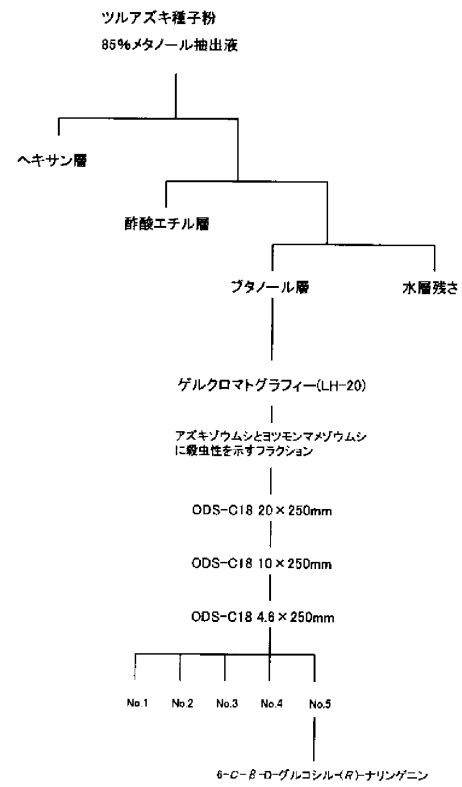 ツルアズキ種子粉
85%メタノール抽出液
ヘキサン層
酢酸エチル層
ブタノール層
水層残さ
ゲルクロマトグラフィー(LH-20)
アズキゾウムシとヨツモンマメゾウムシ
に殺虫性を示すフラクション
ODS-C18 20×250mm
ODS-C18 10×250mm
ODS-C18 4.6×250mm
No.1 No.2 No.3 No.4 No.5
6-C-β-D-グルコシル-(R)-ナリンゲニン